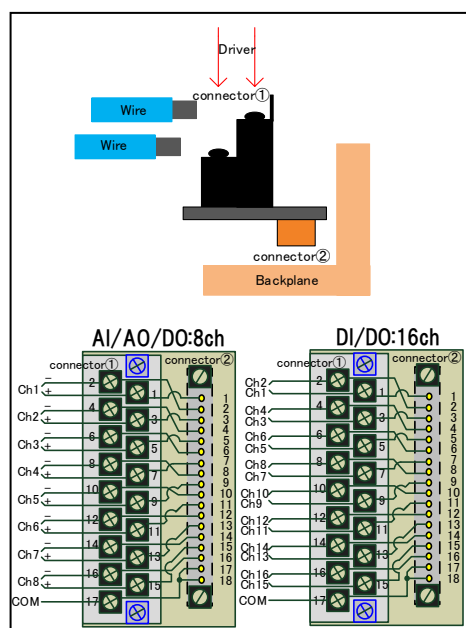 Driver
connector①
Wire
Wire
connector②
Backplane
AI/AO/DO:8ch
connector①
connector②
Ch1 − +
Ch2 − +
Ch3 − +
Ch4 − +
Ch5 − +
Ch6 − +
Ch7 − +
Ch8 − +
COM
2
4
6
8
10
12
14
16
17
1
3
5
7
9
11
13
15
1
2
3
4
5
6
7
8
9
10
11
12
13
14
15
16
17
18
DI/DO:16ch
connector①
connector②
Ch2
Ch1
Ch4
Ch3
Ch6
Ch5
Ch8
Ch7
Ch10
Ch9
Ch12
Ch11
Ch14
Ch13
Ch16
Ch15
COM
2
4
6
8
10
12
14
16
17
1
3
5
7
9
11
13
15
1
2
3
4
5
6
7
8
9
10
11
12
13
14
15
16
17
18